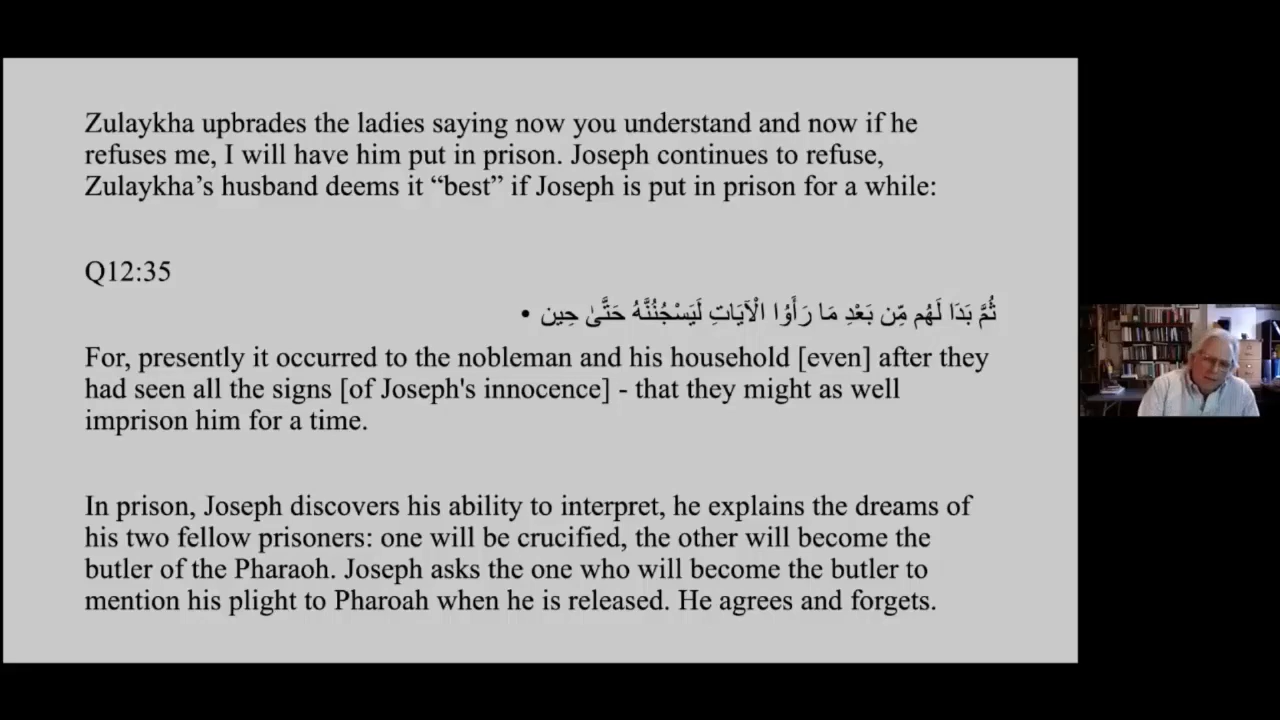 Zulaykha upbrades the ladies saying now you understand and now if he
refuses me, I will have him put in prison. Joseph continues to refuse,
Zulaykha’s husband deems it “best” if Joseph is put in prison for a while:
Q12:35
ثُمَّ بَدَا لَهُم مِّن بَعْدِ مَا رَأَوُا الْآيَاتِ لَيَسْجُنُنَّهُ حَتَّىٰ حِين •
For, presently it occurred to the nobleman and his household [even] after they
had seen all the signs [of Joseph's innocence] - that they might as well
imprison him for a time.
In prison, Joseph discovers his ability to interpret, he explains the dreams of
his two fellow prisoners: one will be crucified, the other will become the
butler of the Pharaoh. Joseph asks the one who will become the butler to
mention his plight to Pharoah when he is released. He agrees and forgets.